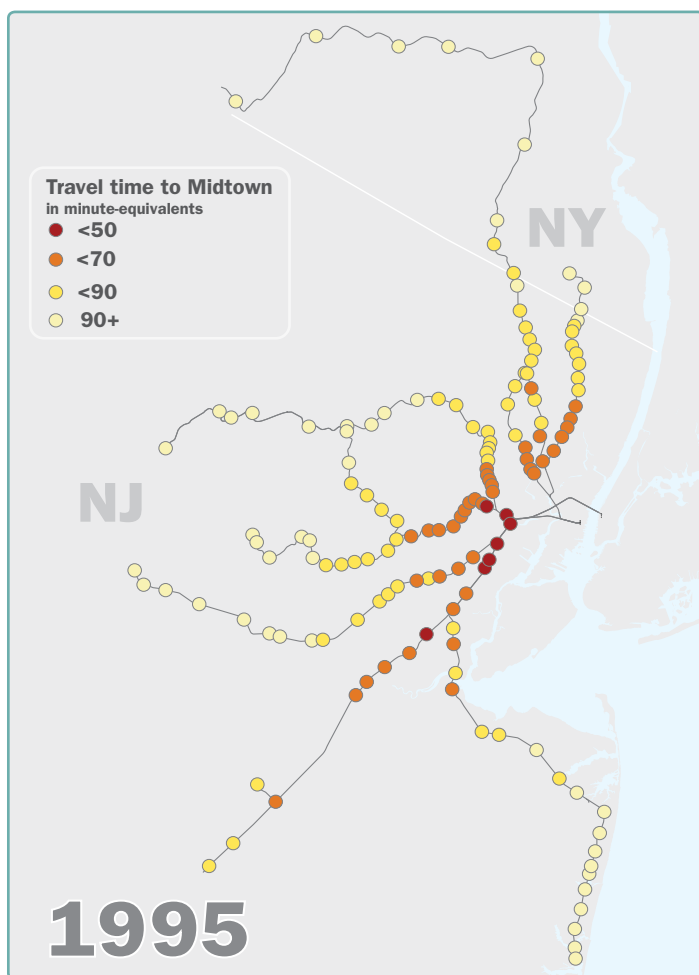 NY
Travel time to Midtown
in minute-equivalents
<50
<70
<90
90+
NJ
1995